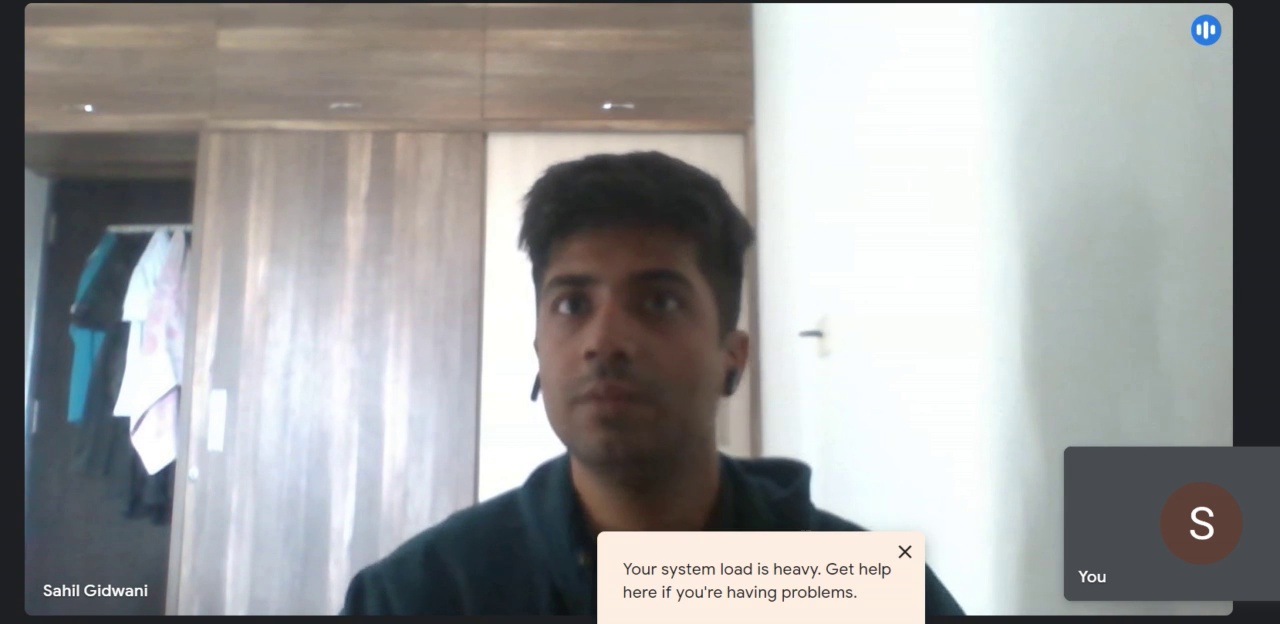 Sahil Gidwani
Your system load is heavy. Get help
here if you're having problems.
S
You